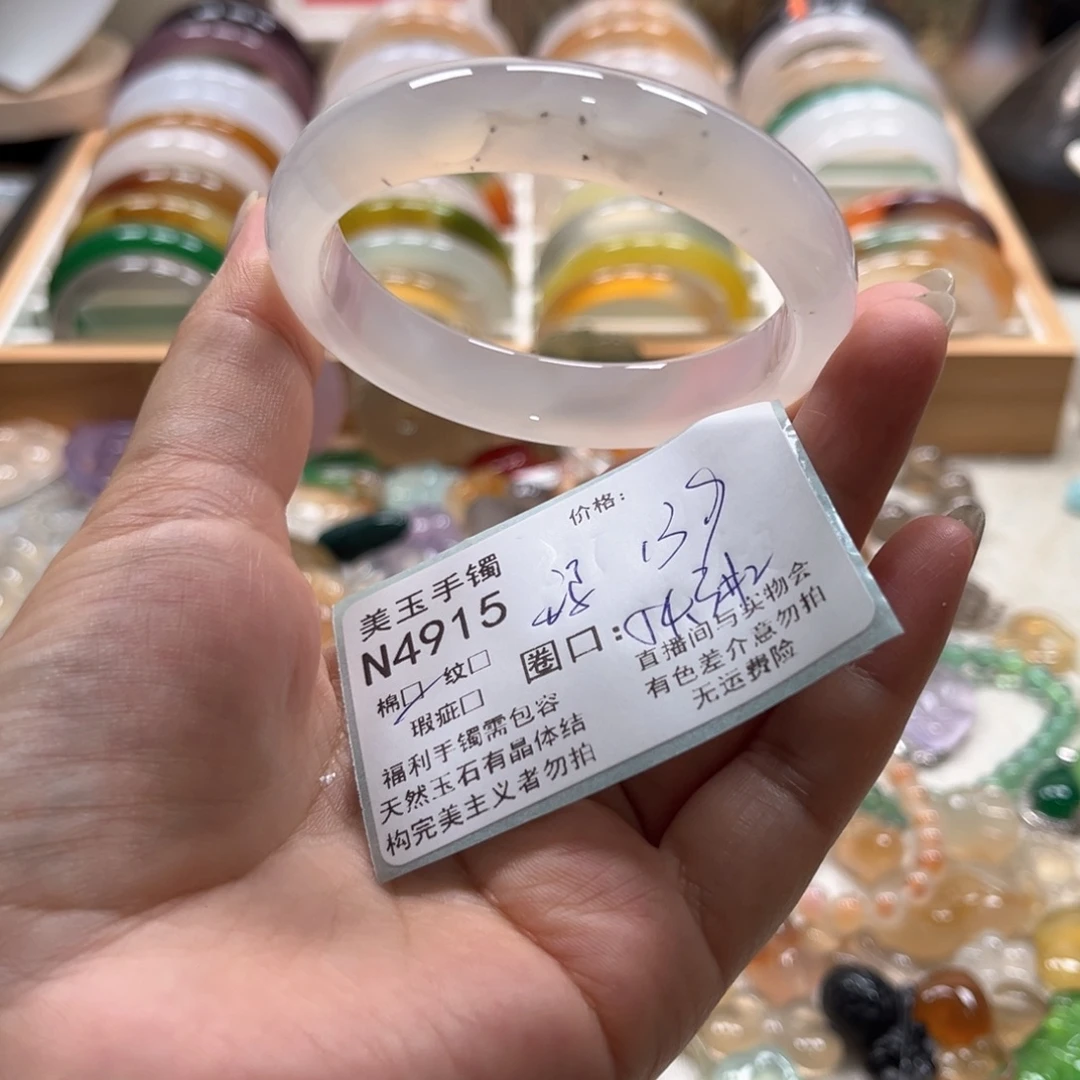 价格:
139
美玉手镯
N4915
圈口:
棉□ 纹□
瑕疵□
直播间与实物会
有色差介意勿拍
无运费险
福利手镯需包容
天然玉石有晶体结
构完美主义者勿拍